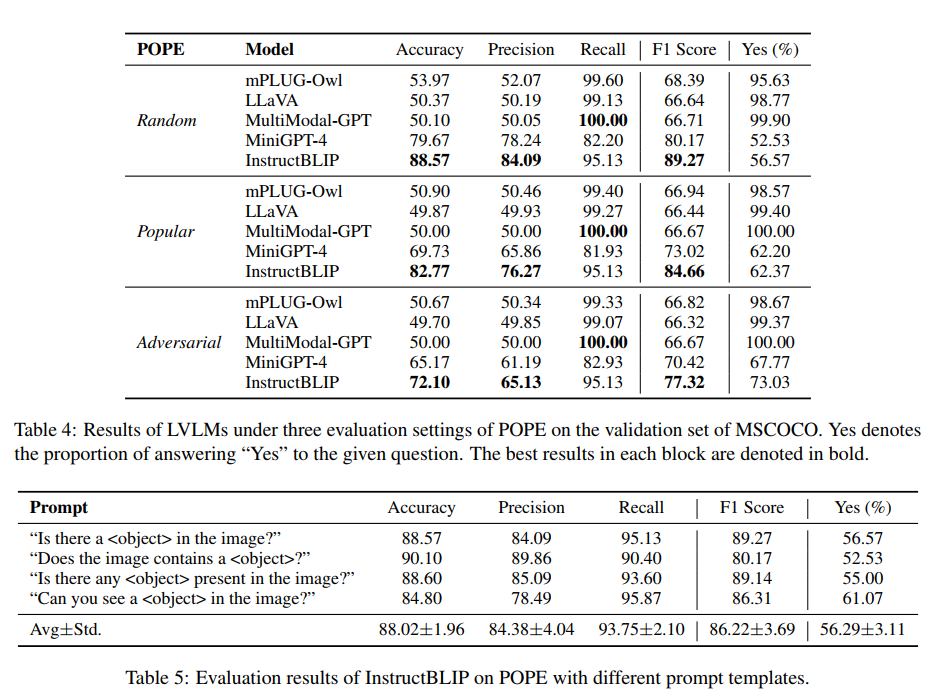 POPE Model Accuracy Precision Recall F1 Score Yes (%)
mPLUG-Owl 53.97 52.07 99.60 68.39 95.63
LLaVA 50.37 50.19 99.13 66.64 98.77
Random MultiModal-GPT 50.10 50.05 100.00 66.71 99.90
MiniGPT-4 79.67 78.24 82.20 80.17 52.53
InstructBLIP 88.57 84.09 95.13 89.27 56.57
mPLUG-Owl 50.90 50.46 99.40 66.94 98.57
LLaVA 49.87 49.93 99.27 66.44 99.40
Popular MultiModal-GPT 50.00 50.00 100.00 66.67 100.00
MiniGPT-4 69.73 65.86 81.93 73.02 62.20
InstructBLIP 82.77 76.27 95.13 84.66 62.37
mPLUG-Owl 50.67 50.34 99.33 66.82 98.67
LLaVA 49.70 49.85 99.07 66.32 99.37
Adversarial MultiModal-GPT 50.00 50.00 100.00 66.67 100.00
MiniGPT-4 65.17 61.19 82.93 70.42 67.77
InstructBLIP 72.10 65.13 95.13 77.32 73.03
Table 4: Results of LVLMs under three evaluation settings of POPE on the validation set of MSCOCO. Yes denotes
the proportion of answering “Yes” to the given question. The best results in each block are denoted in bold.
Prompt Accuracy Precision Recall F1 Score Yes (%)
“Is there a <object> in the image?” 88.57 84.09 95.13 89.27 56.57
“Does the image contains a <object>?” 90.10 89.86 90.40 80.17 52.53
“Is there any <object> present in the image?” 88.60 85.09 93.60 89.14 55.00
“Can you see a <object> in the image?” 84.80 78.49 95.87 86.31 61.07
Avg±Std. 88.02±1.96 84.38±4.04 93.75±2.10 86.22±3.69 56.29±3.11
Table 5: Evaluation results of InstructBLIP on POPE with different prompt templates.